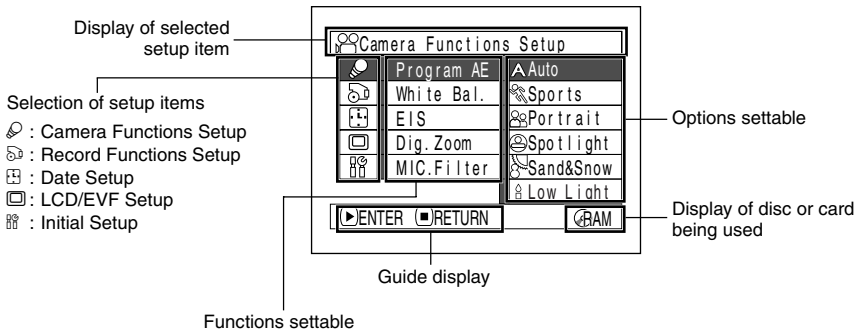 Display of selected
setup item
Camera Functions Setup
Selection of setup items
: Camera Functions Setup
: Record Functions Setup
: Date Setup
: LCD/EVF Setup
: Initial Setup
Program AE
White Bal.
EIS
Dig.Zoom
MIC.Filter
Auto
Sports
Portrait
Spotlight
Sand&Snow
Low Light
Options settable
ENTER RETURN
RAM
Display of disc or card
being used
Guide display
Functions settable